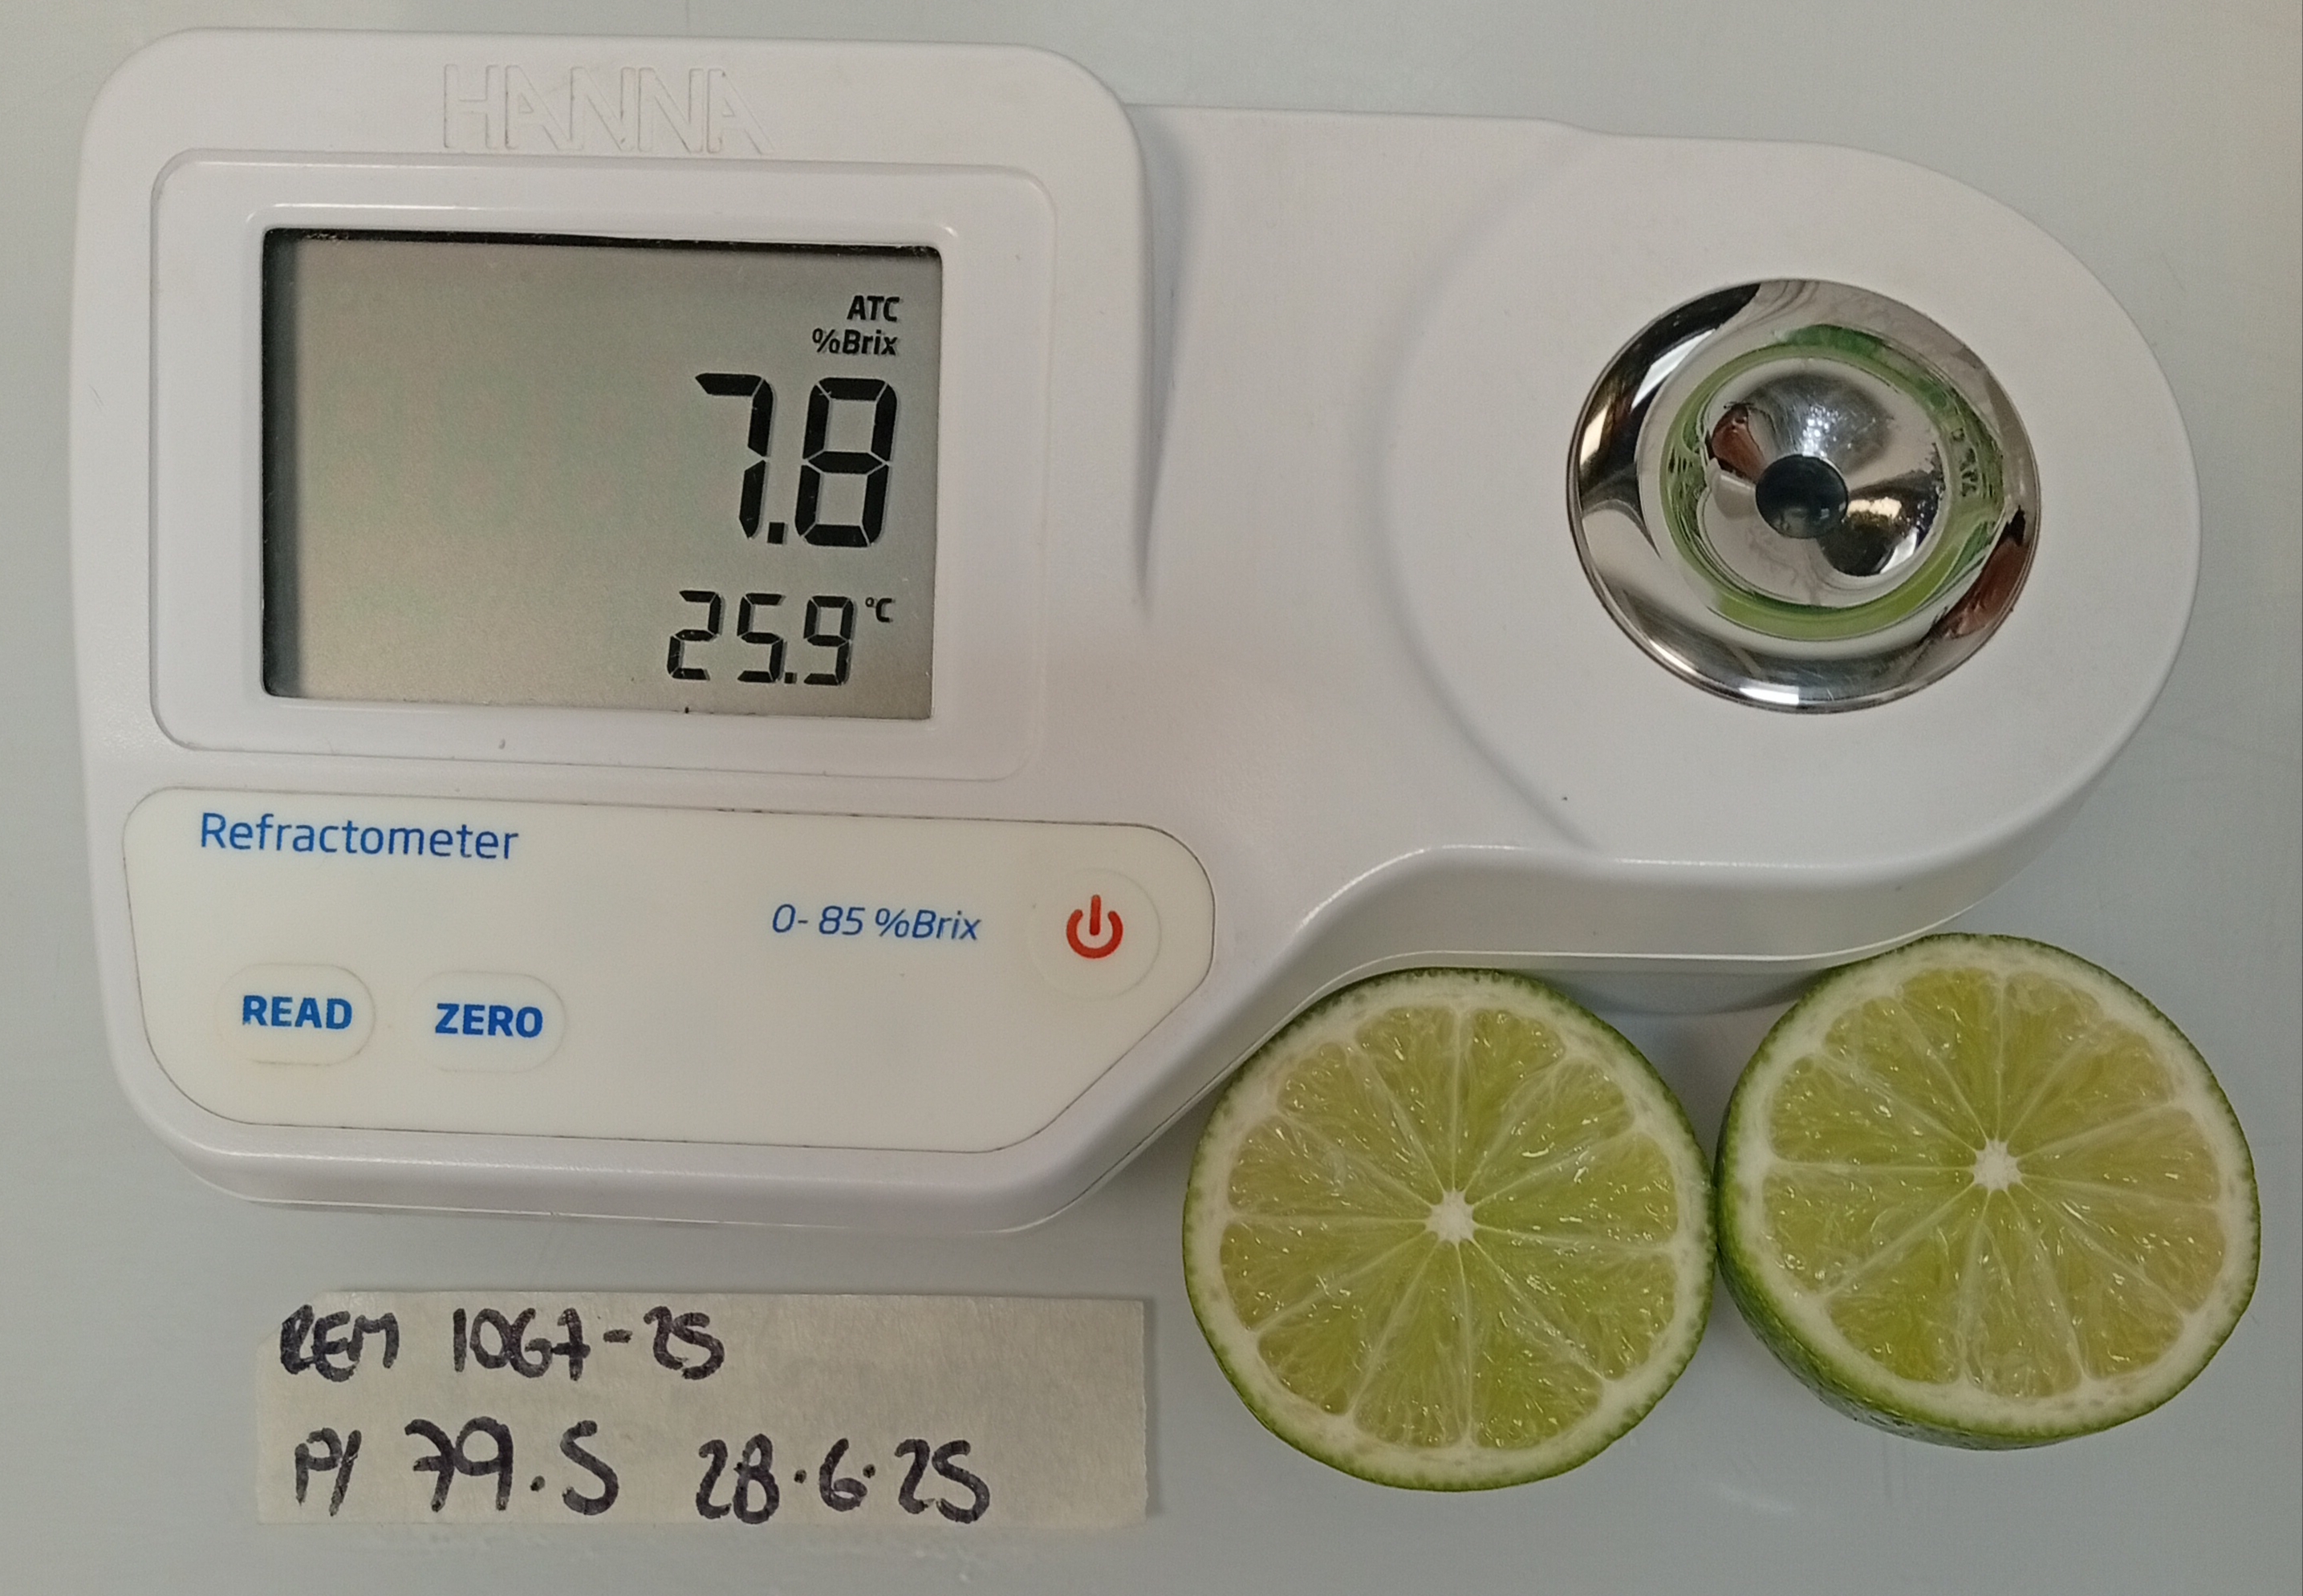 HANNA
ATC
%Brix
7.8
25.9 °C
Refractometer
0-85 %Brix
READ ZERO
REM 1067-25
P/ 79.5 28.6.25